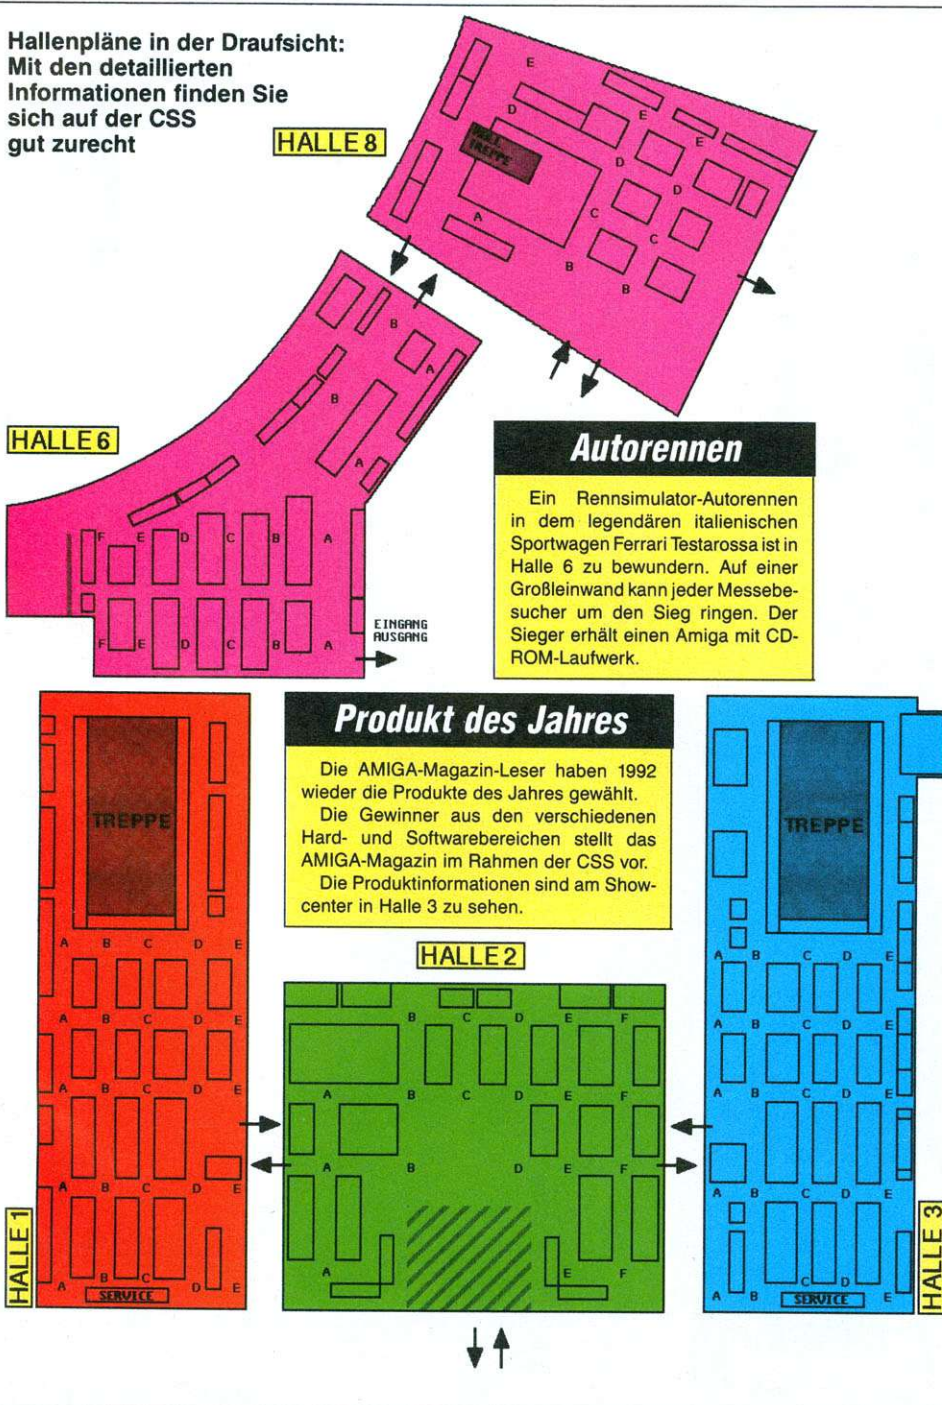 Hallenpläne in der Draufsicht:
Mit den detaillierten
Informationen finden Sie
sich auf der CSS
gut zurecht
HALLE 8
E
D
E
E
TREPPE
D
D
A
C
C
B
B
HALLE 6
B
A
B
A
F E D C B A
F E D C B A
EINGANG
AUSGANG
Autorennen
Ein Rennsimulator-Autorennen
in dem legendären italienischen
Sportwagen Ferrari Testarossa ist in
Halle 6 zu bewundern. Auf einer
Großleinwand kann jeder Messebe-
sucher um den Sieg ringen. Der
Sieger erhält einen Amiga mit CD-
ROM-Laufwerk.
Produkt des Jahres
Die AMIGA-Magazin-Leser haben 1992
wieder die Produkte des Jahres gewählt.
Die Gewinner aus den verschiedenen
Hard- und Softwarebereichen stellt das
AMIGA-Magazin im Rahmen der CSS vor.
Die Produktinformationen sind am Show-
center in Halle 3 zu sehen.
TREPPE
A B C D E
A B C D E
A B C D E
A B C D E
A B C D E
SERVICE
HALLE 1
HALLE 2
B C D E F
A B C D E F
A B D E F
A E F
TREPPE
A B C D E
A B C D E
A B C D E
A B C D E
A B C D E
SERVICE
HALLE 3